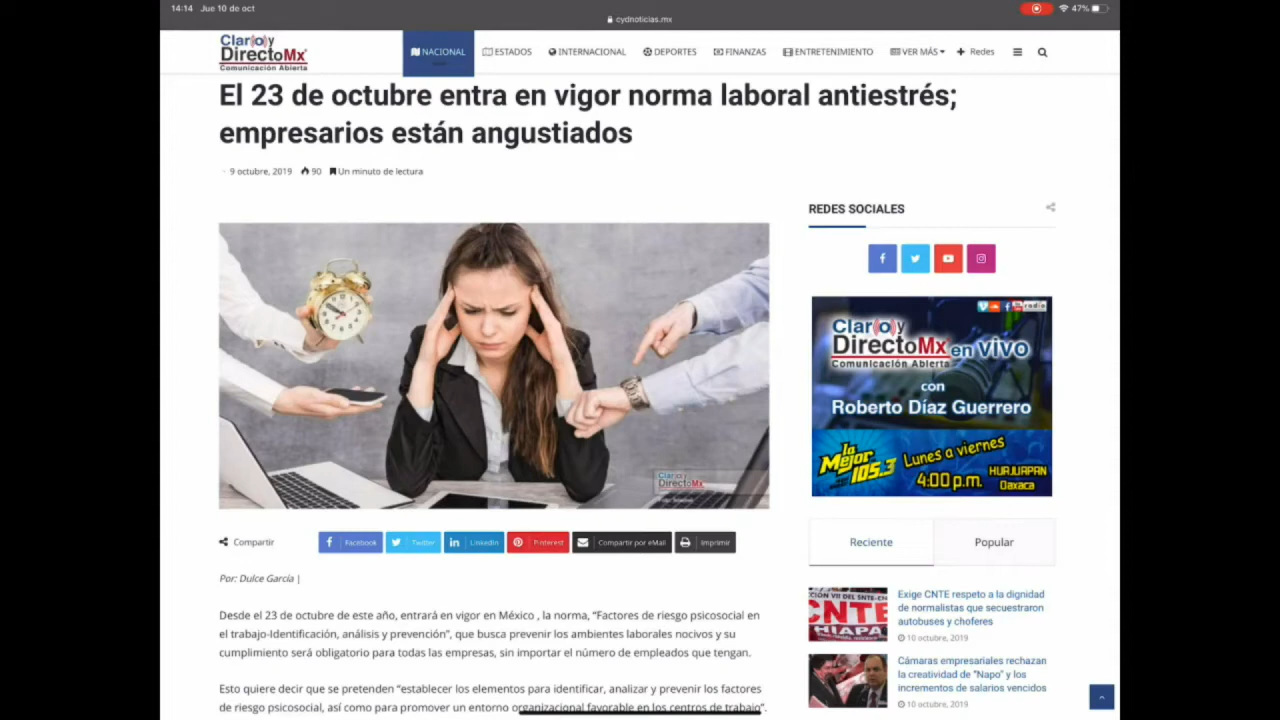 14:14 Jue 10 de oct
47%
cydnoticias.mx
Claro y
DirectoMx
Comunicación Abierta
NACIONAL
ESTADOS
INTERNACIONAL
DEPORTES
FINANZAS
ENTRETENIMIENTO
VER MÁS
Redes
El 23 de octubre entra en vigor norma laboral antiestrés;
empresarios están angustiados
9 octubre, 2019 90 Un minuto de lectura
REDES SOCIALES
Claro y
DirectoMx
Claro y
DirectoMx en VIVO
Comunicación Abierta
con
Roberto Díaz Guerrero
la Mejor 105.3
Lunes a viernes
4:00 p.m.
HUAJUAPAN
Oaxaca
Compartir
Facebook
Twitter
LinkedIn
Pinterest
Compartir por eMail
Imprimir
Reciente
Popular
Por: Dulce García |
Desde el 23 de octubre de este año, entrará en vigor en México , la norma, “Factores de riesgo psicosocial en
el trabajo-Identificación, análisis y prevención”, que busca prevenir los ambientes laborales nocivos y su
cumplimiento será obligatorio para todas las empresas, sin importar el número de empleados que tengan.
Esto quiere decir que se pretenden “establecer los elementos para identificar, analizar y prevenir los factores
de riesgo psicosocial, así como para promover un entorno organizacional favorable en los centros de trabajo”.
CIÓN VII DEL SNTE-EN
CNTE
CHIAPA
Exige CNTE respeto a la dignidad
de normalistas que secuestraron
autobuses y choferes
10 octubre, 2019
Cámaras empresariales rechazan
la creatividad de “Napo” y los
incrementos de salarios vencidos
10 octubre, 2019